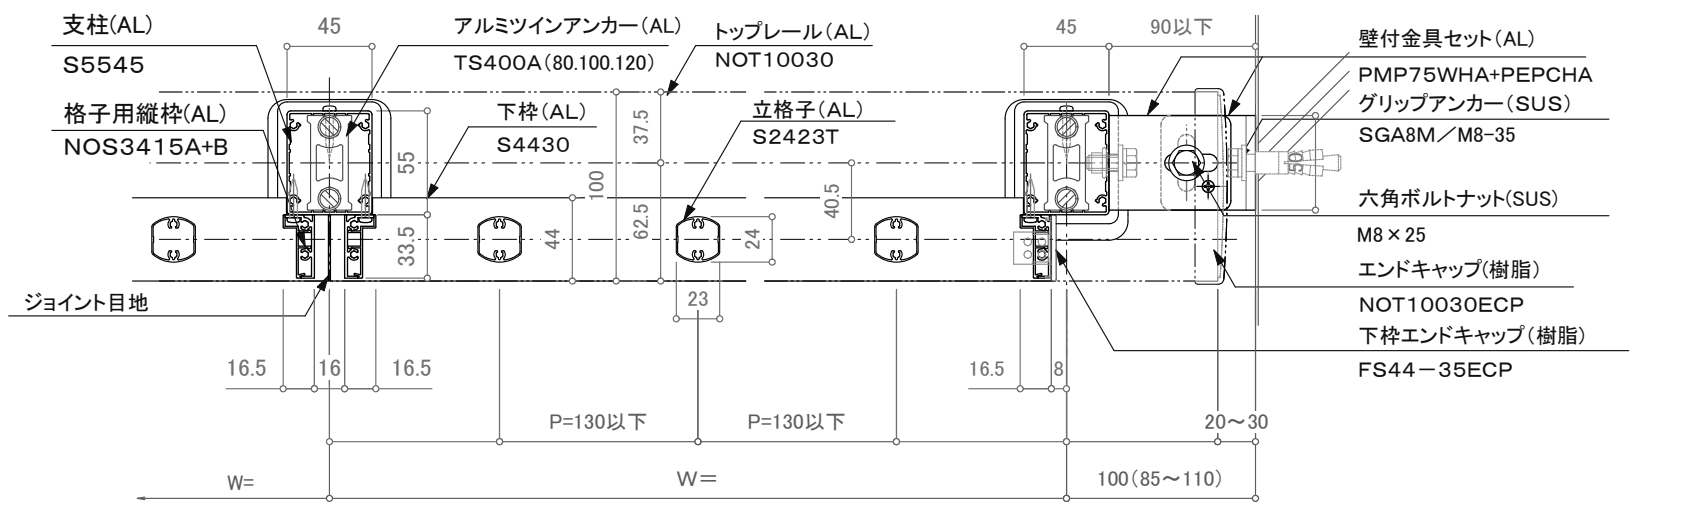 支柱(AL)
S5545
45
アルミツインアンカー(AL)
TS400A(80.100.120)
トップレール(AL)
NOT10030
45
90以下
壁付金具セット(AL)
PMP75WHA+PEPCHA
格子用縦枠(AL)
NOS3415A+B
下枠(AL)
S4430
立格子(AL)
S2423T
グリップアンカー(SUS)
SGA8M／M8-35
37.5
55
100
62.5
40.5
50
33.5
44
24
六角ボルトナット(SUS)
M8×25
エンドキャップ(樹脂)
NOT10030ECP
ジョイント目地
23
下枠エンドキャップ(樹脂)
FS44－35ECP
16.5
16
16.5
16.5
8
P=130以下
P=130以下
20～30
W=
W=
100(85～110)